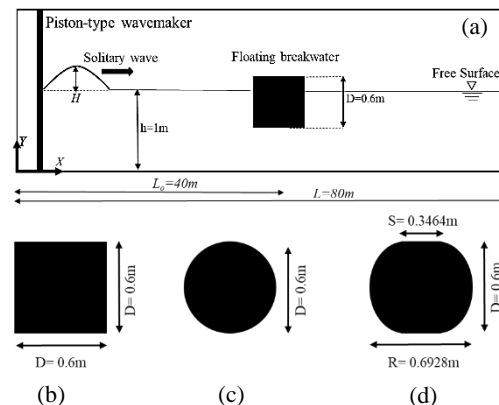 Piston-type wavemaker
(a)
Solitary wave
Floating breakwater
Free Surface
H
D=0.6m
h=1m
Y
X
L₀=40m
L=80m
S= 0.3464m
D= 0.6m
D= 0.6m
D= 0.6m
D= 0.6m
R= 0.6928m
(b)
(c)
(d)